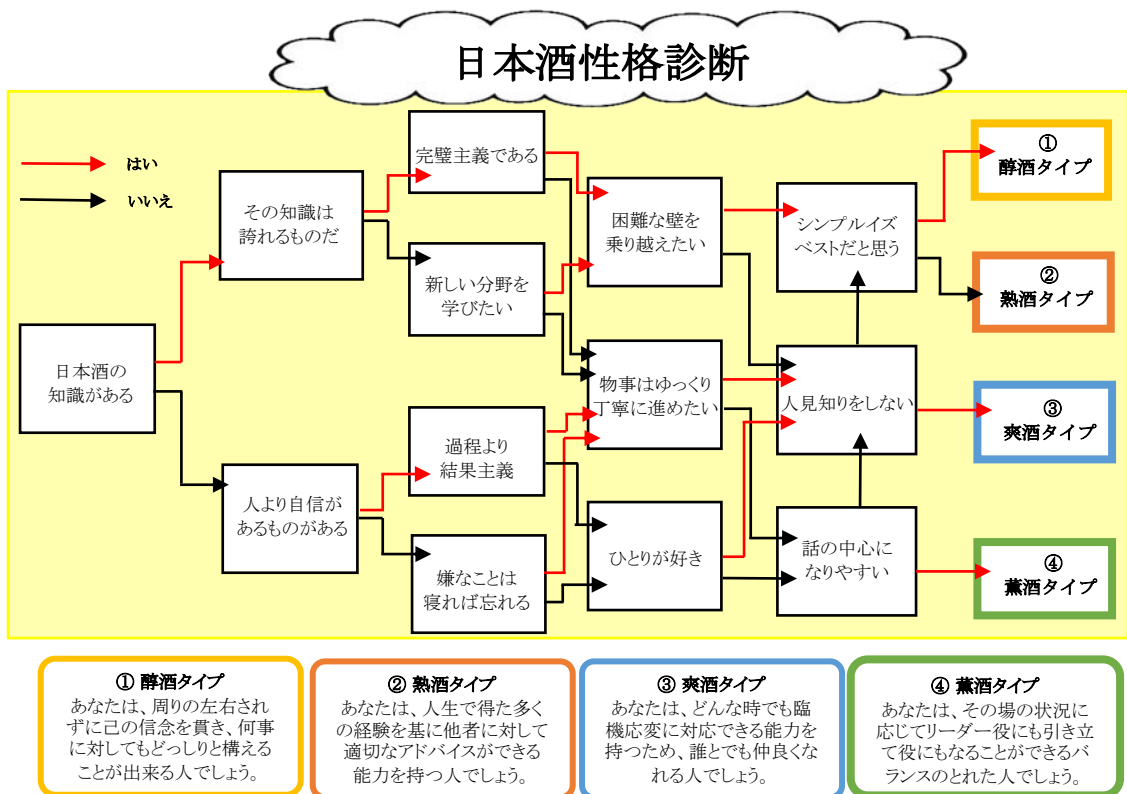 日本酒性格診断
はい
いいえ
日本酒の
知識がある
その知識は
誇れるものだ
人より自信が
あるものがある
完璧主義である
新しい分野を
学びたい
過程より
結果主義
嫌なことは
寝れば忘れる
困難な壁を
乗り越えたい
物事はゆっくり
丁寧に進めたい
ひとりが好き
シンプルイズ
ベストだと思う
人見知りをしない
話の中心に
なりやすい
①
醇酒タイプ
②
熟酒タイプ
③
爽酒タイプ
④
薫酒タイプ
① 醇酒タイプ
あなたは、周りの左右され
ずに己の信念を貫き、何事
に対してもどっしりと構える
ことが出来る人でしょう。
② 熟酒タイプ
あなたは、人生で得た多く
の経験を基に他者に対して
適切なアドバイスができる
能力を持つ人でしょう。
③ 爽酒タイプ
あなたは、どんな時でも臨
機応変に対応できる能力を
持つため、誰とでも仲良くな
れる人でしょう。
④ 薫酒タイプ
あなたは、その場の状況に
応じてリーダー役にも引き立
て役にもなることができるバ
ランスのとれた人でしょう。